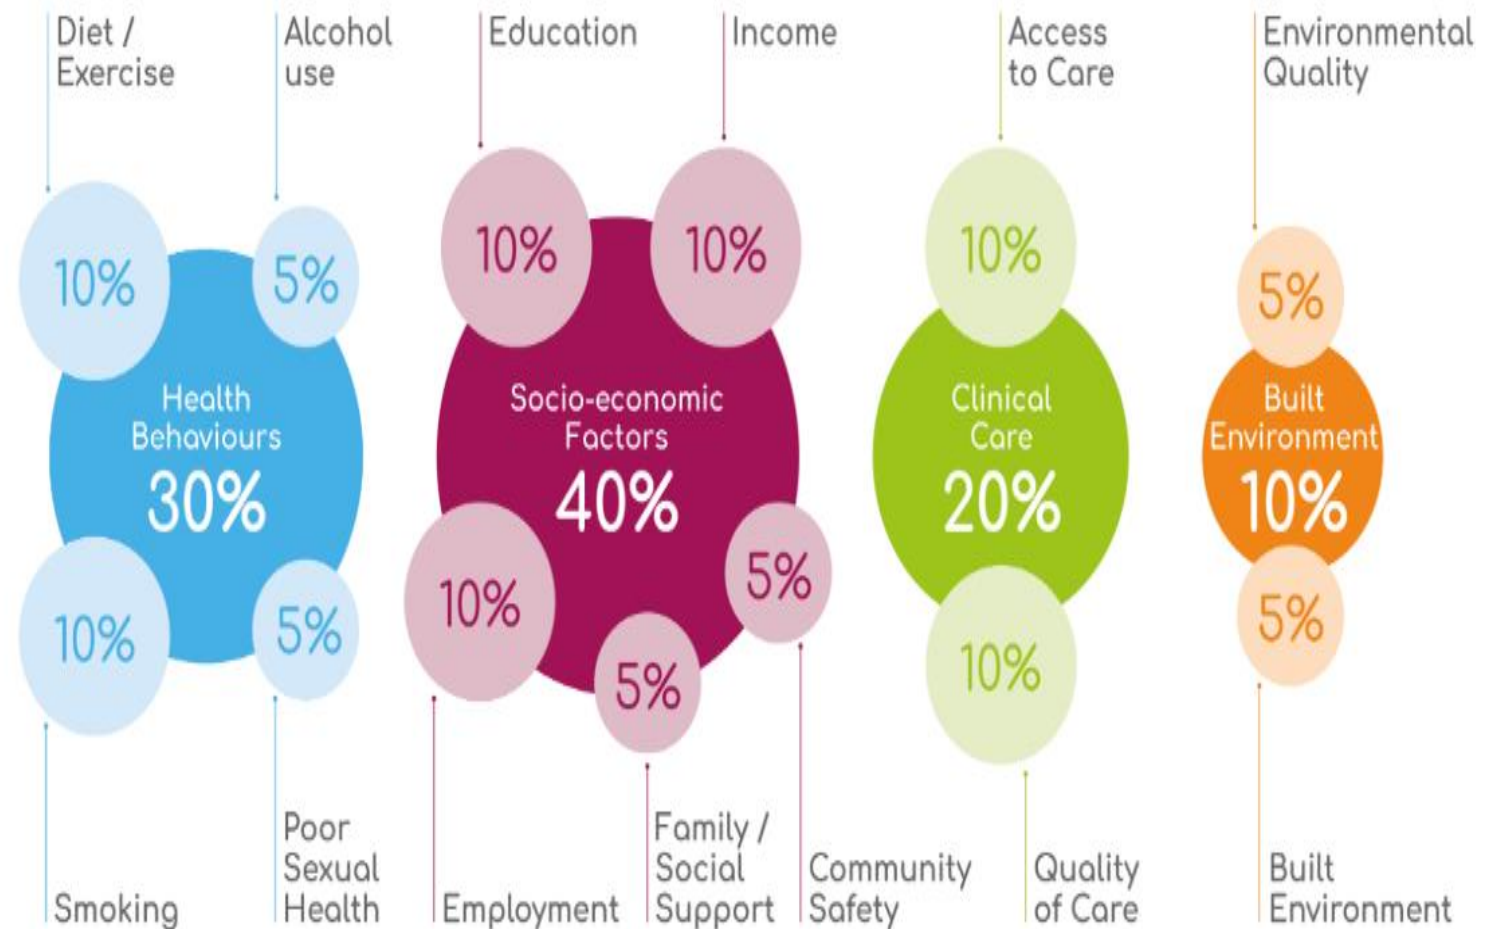 Diet /
Exercise
Alcohol
use
Education
Income
Access
to Care
Environmental
Quality
10%
5%
10%
10%
10%
5%
Health
Behaviours
30%
Socio-economic
Factors
40%
Clinical
Care
20%
Built
Environment
10%
10%
5%
10%
5%
5%
10%
5%
Smoking
Poor
Sexual
Health
Employment
Family /
Social
Support
Community
Safety
Quality
of Care
Built
Environment